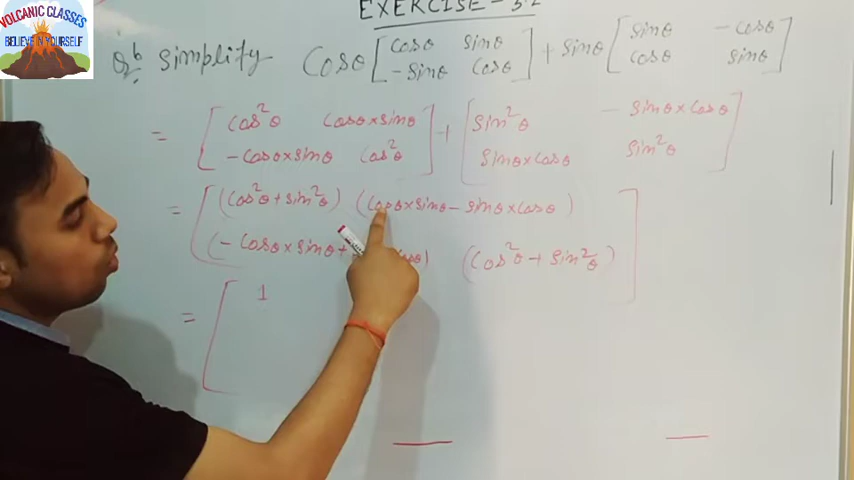 VOLCANIC CLASSES
BELIEVE IN YOURSELF
EXERCISE - 3.2
Q6. Simplify Cosθ [ Cosθ sinθ ] + sinθ [ sinθ - cosθ ]
[ - sinθ Cosθ ] [ cosθ sinθ ]
= [ Cos²θ Cosθ×sinθ ] + [ sin²θ - sinθ×cosθ ]
[ - Cosθ×sinθ Cos²θ ] [ sinθ×cosθ sin²θ ]
= [ (Cos²θ + sin²θ) (Cosθ×sinθ - sinθ×cosθ) ]
[ (- Cosθ×sinθ + (Cos²θ + sin²θ) ]
= [ 1